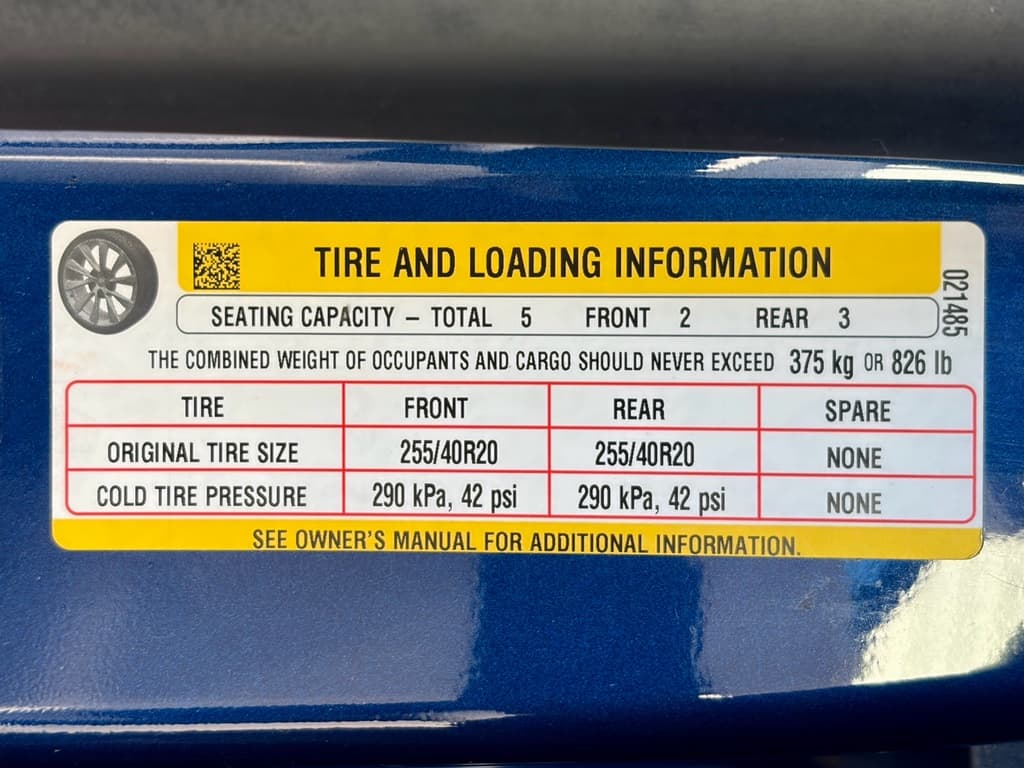 TIRE AND LOADING INFORMATION
021485
SEATING CAPACITY – TOTAL 5 FRONT 2 REAR 3
THE COMBINED WEIGHT OF OCCUPANTS AND CARGO SHOULD NEVER EXCEED 375 kg OR 826 lb
TIRE FRONT REAR SPARE
ORIGINAL TIRE SIZE 255/40R20 255/40R20 NONE
COLD TIRE PRESSURE 290 kPa, 42 psi 290 kPa, 42 psi NONE
SEE OWNER'S MANUAL FOR ADDITIONAL INFORMATION.